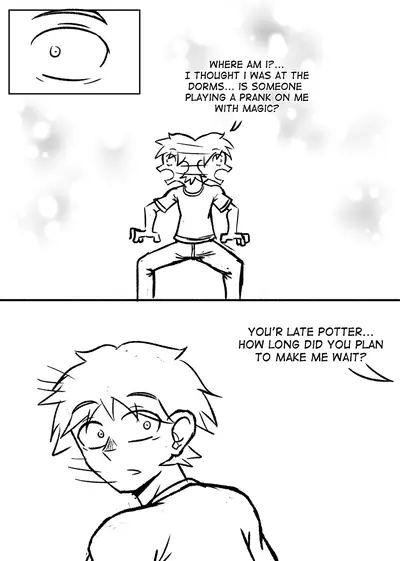 WHERE AM I?...
I THOUGHT I WAS AT THE
DORMS... IS SOMEONE
PLAYING A PRANK ON ME
WITH MAGIC?
YOU'R LATE POTTER...
HOW LONG DID YOU PLAN
TO MAKE ME WAIT?